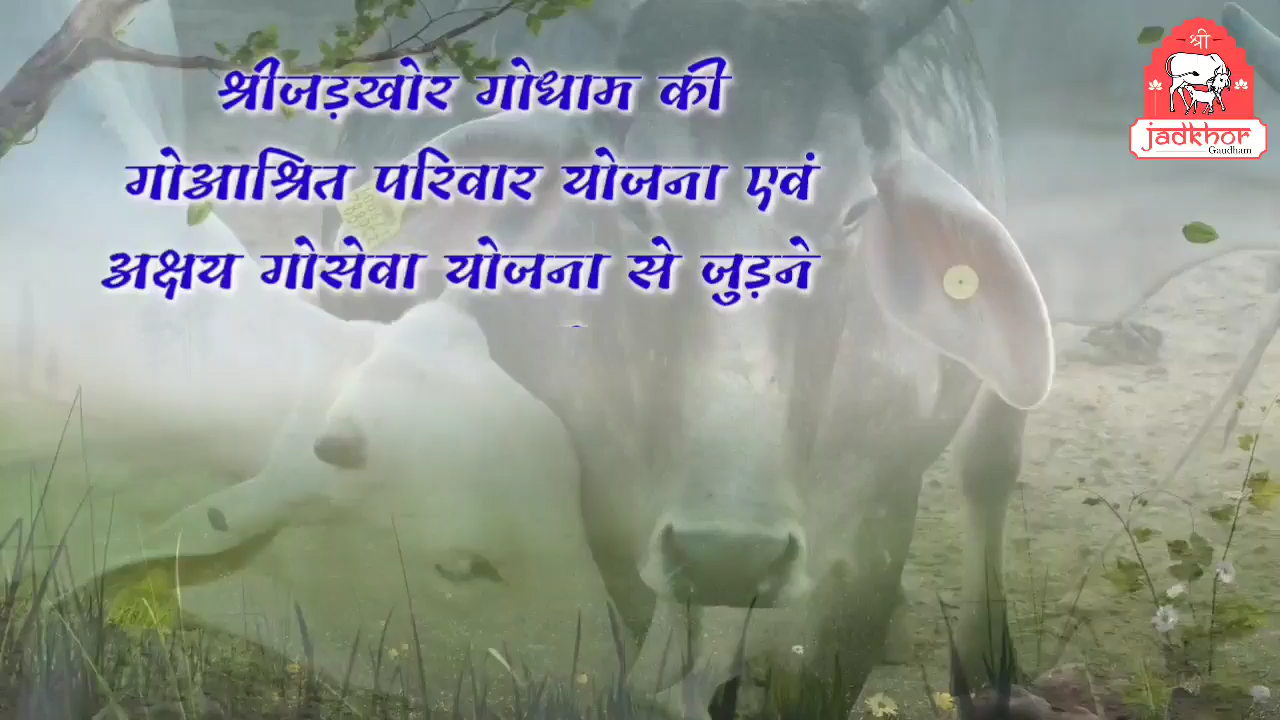 श्रीजड़खोर गोधाम की
गोआश्रित परिवार योजना एवं
अक्षय गोसेवा योजना से जुड़ने
श्री
jadkhor
Gaudham